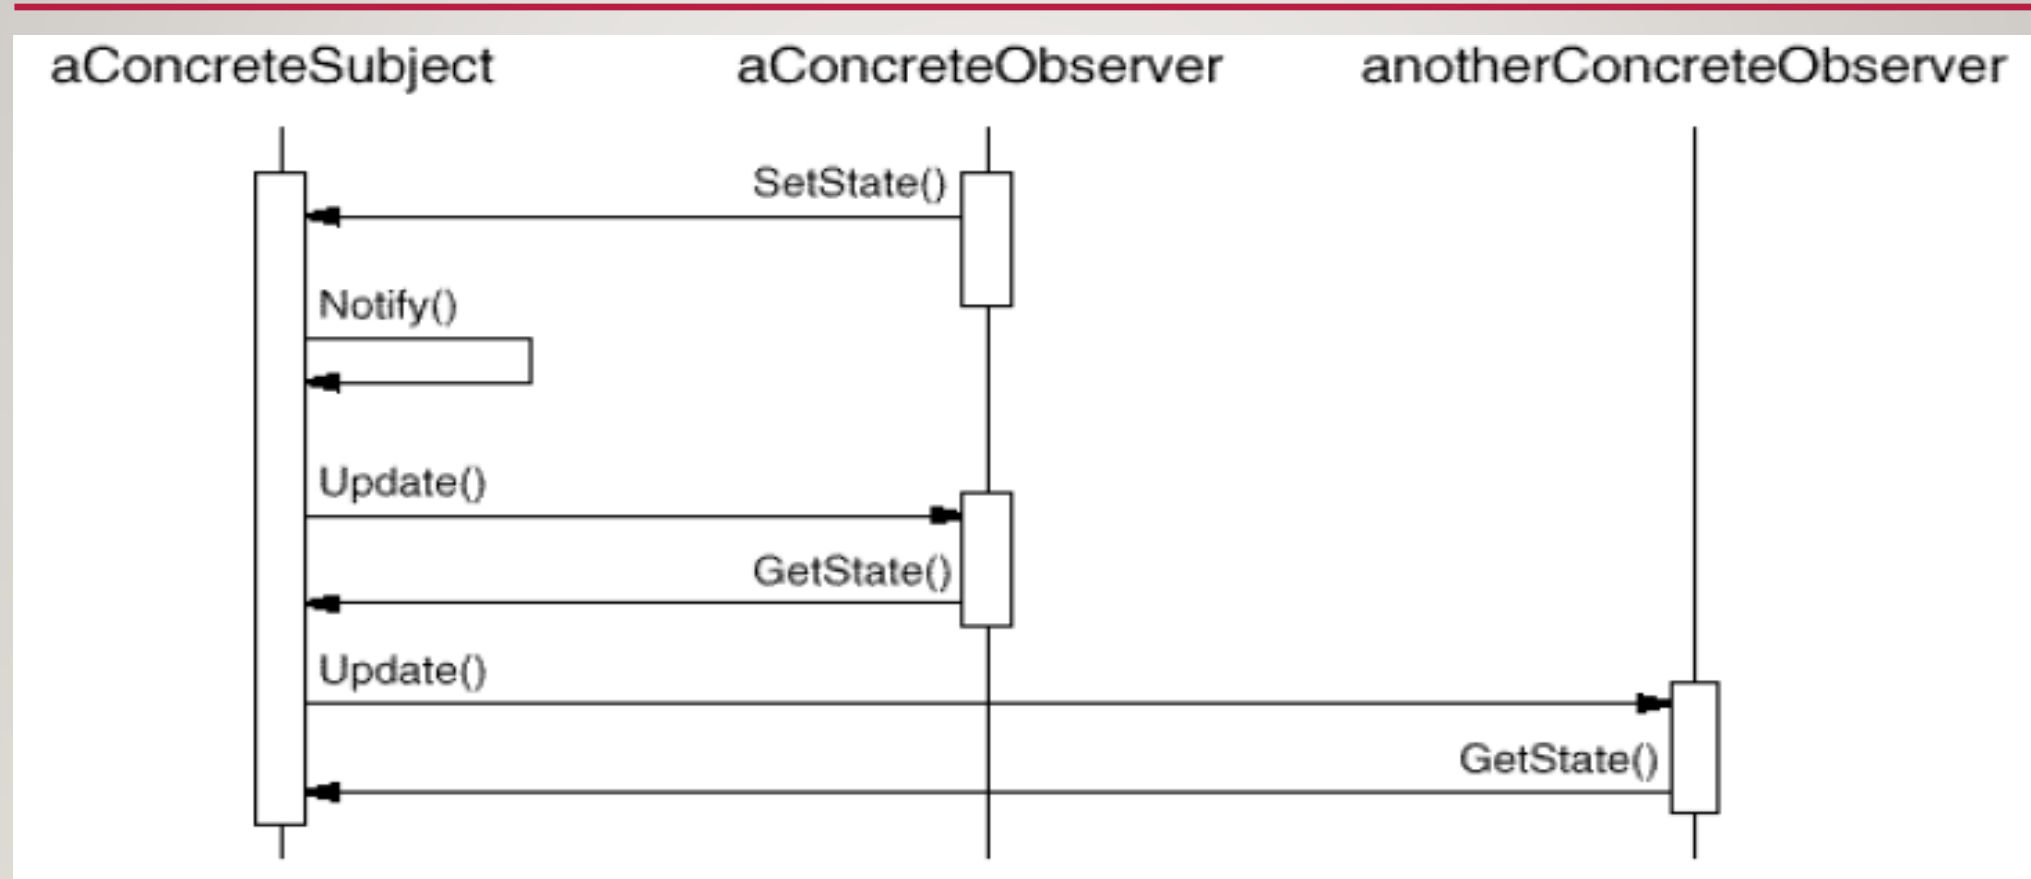 aConcreteSubject
aConcreteObserver
anotherConcreteObserver
SetState()
Notify()
Update()
GetState()
Update()
GetState()